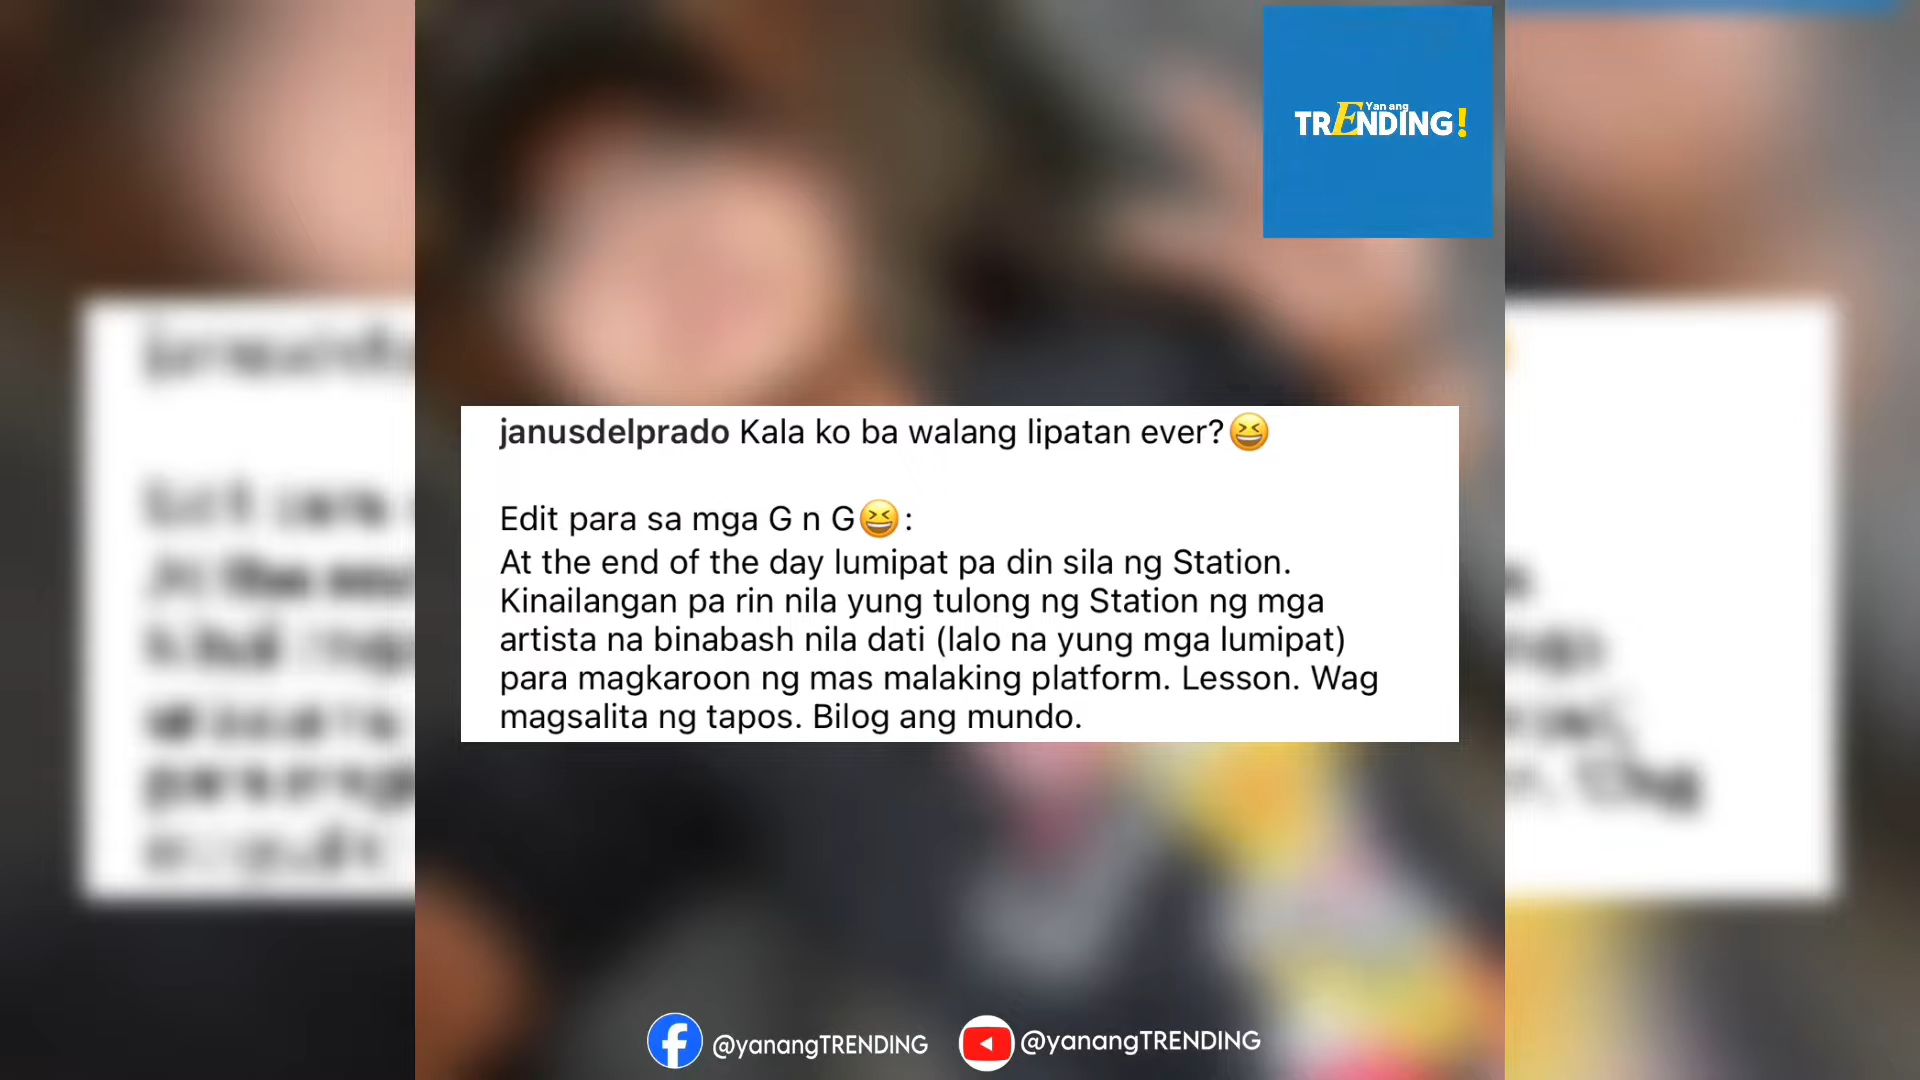 Yan ang
TRENDING!
janusdelprado Kala ko ba walang lipatan ever?😆
Edit para sa mga G n G😆:
At the end of the day lumipat pa din sila ng Station.
Kinailangan pa rin nila yung tulong ng Station ng mga
artista na binabash nila dati (lalo na yung mga lumipat)
para magkaroon ng mas malaking platform. Lesson. Wag
magsalita ng tapos. Bilog ang mundo.
@yanangTRENDING @yanangTRENDING